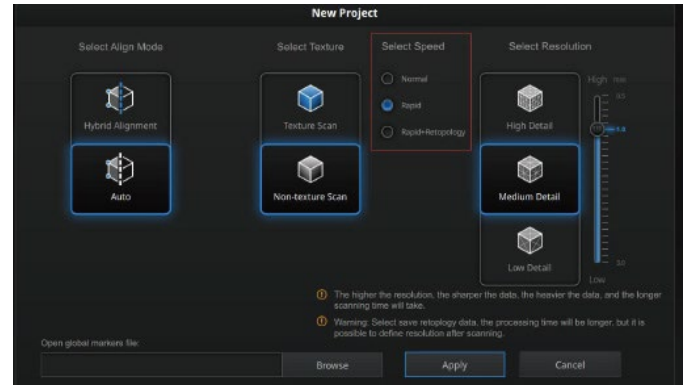 New Project
Select Align Mode
Select Texture
Select Speed
Select Resolution
Normal
Rapid
Rapid+Retopology
Hybrid Alignment
Auto
Texture Scan
Non-texture Scan
High Detail
Medium Detail
Low Detail
High
0.5
3.0
Low
The higher the resolution, the sharper the data, the heavier the data, and the longer
scanning time will take.
Warning: Select save retoplogy data, the processing time will be longer, but it is
possible to define resolution after scanning.
Open global markers file:
Browse
Apply
Cancel